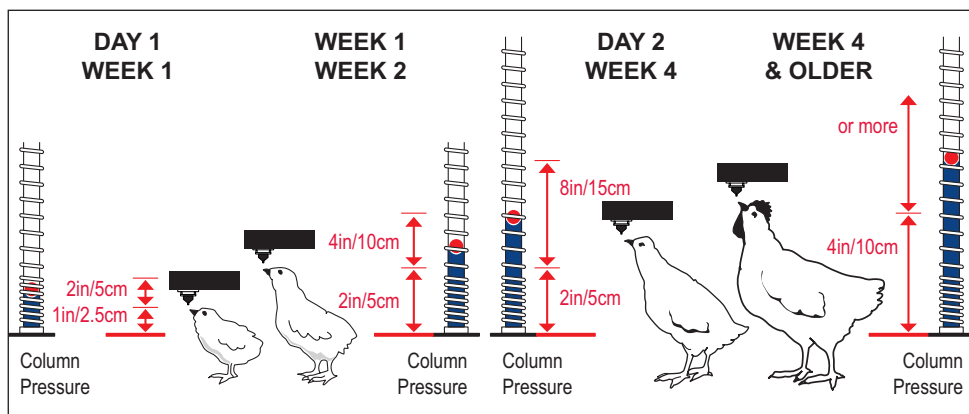 DAY 1
WEEK 1
WEEK 1
WEEK 2
DAY 2
WEEK 4
WEEK 4
& OLDER
2in/5cm
1in/2.5cm
4in/10cm
2in/5cm
8in/15cm
2in/5cm
or more
4in/10cm
Column
Pressure
Column
Pressure
Column
Pressure
Column
Pressure